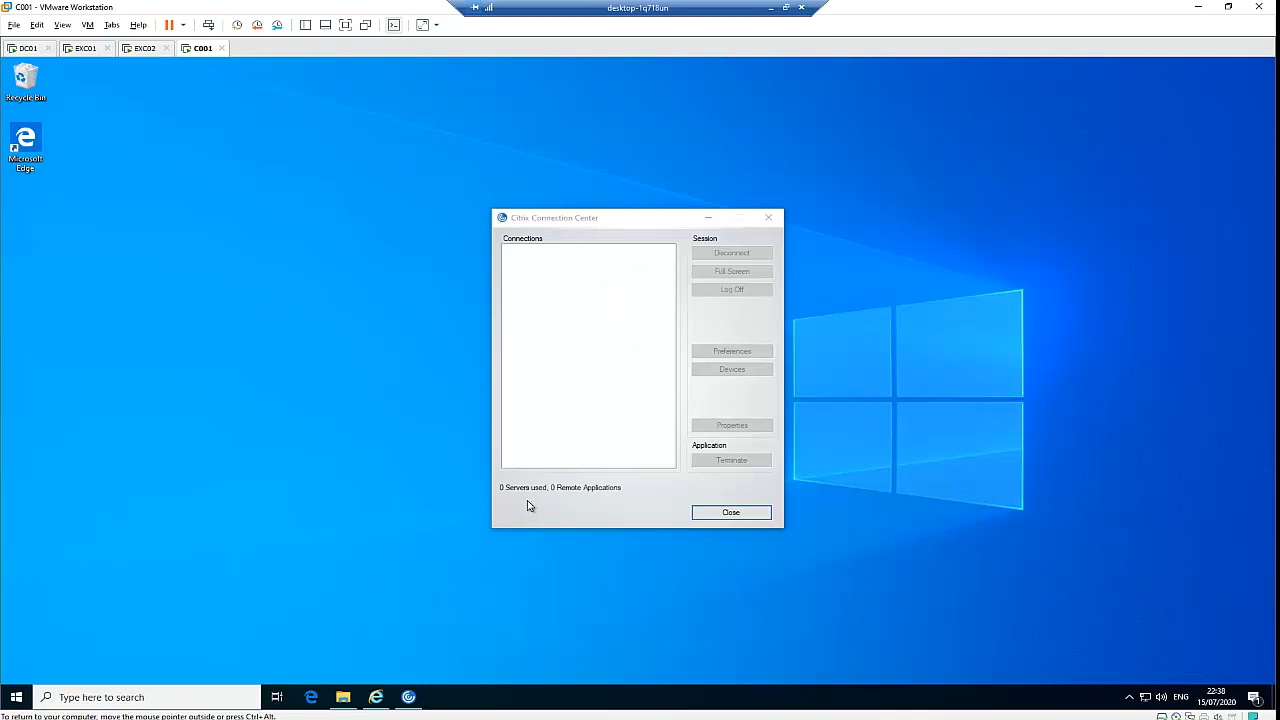 C001 - VMware Workstation
desktop-1q718un
File Edit View VM Tabs Help
DC01 EXC01 EXC02 C001
Recycle Bin
Microsoft
Edge
Citrix Connection Center
Connections
Session
Disconnect
Full Screen
Log Off
Preferences
Devices
Properties
Application
Terminate
0 Servers used, 0 Remote Applications
Close
Type here to search
ENG
22:38
15/07/2020
To return to your computer, move the mouse pointer outside or press Ctrl+Alt.